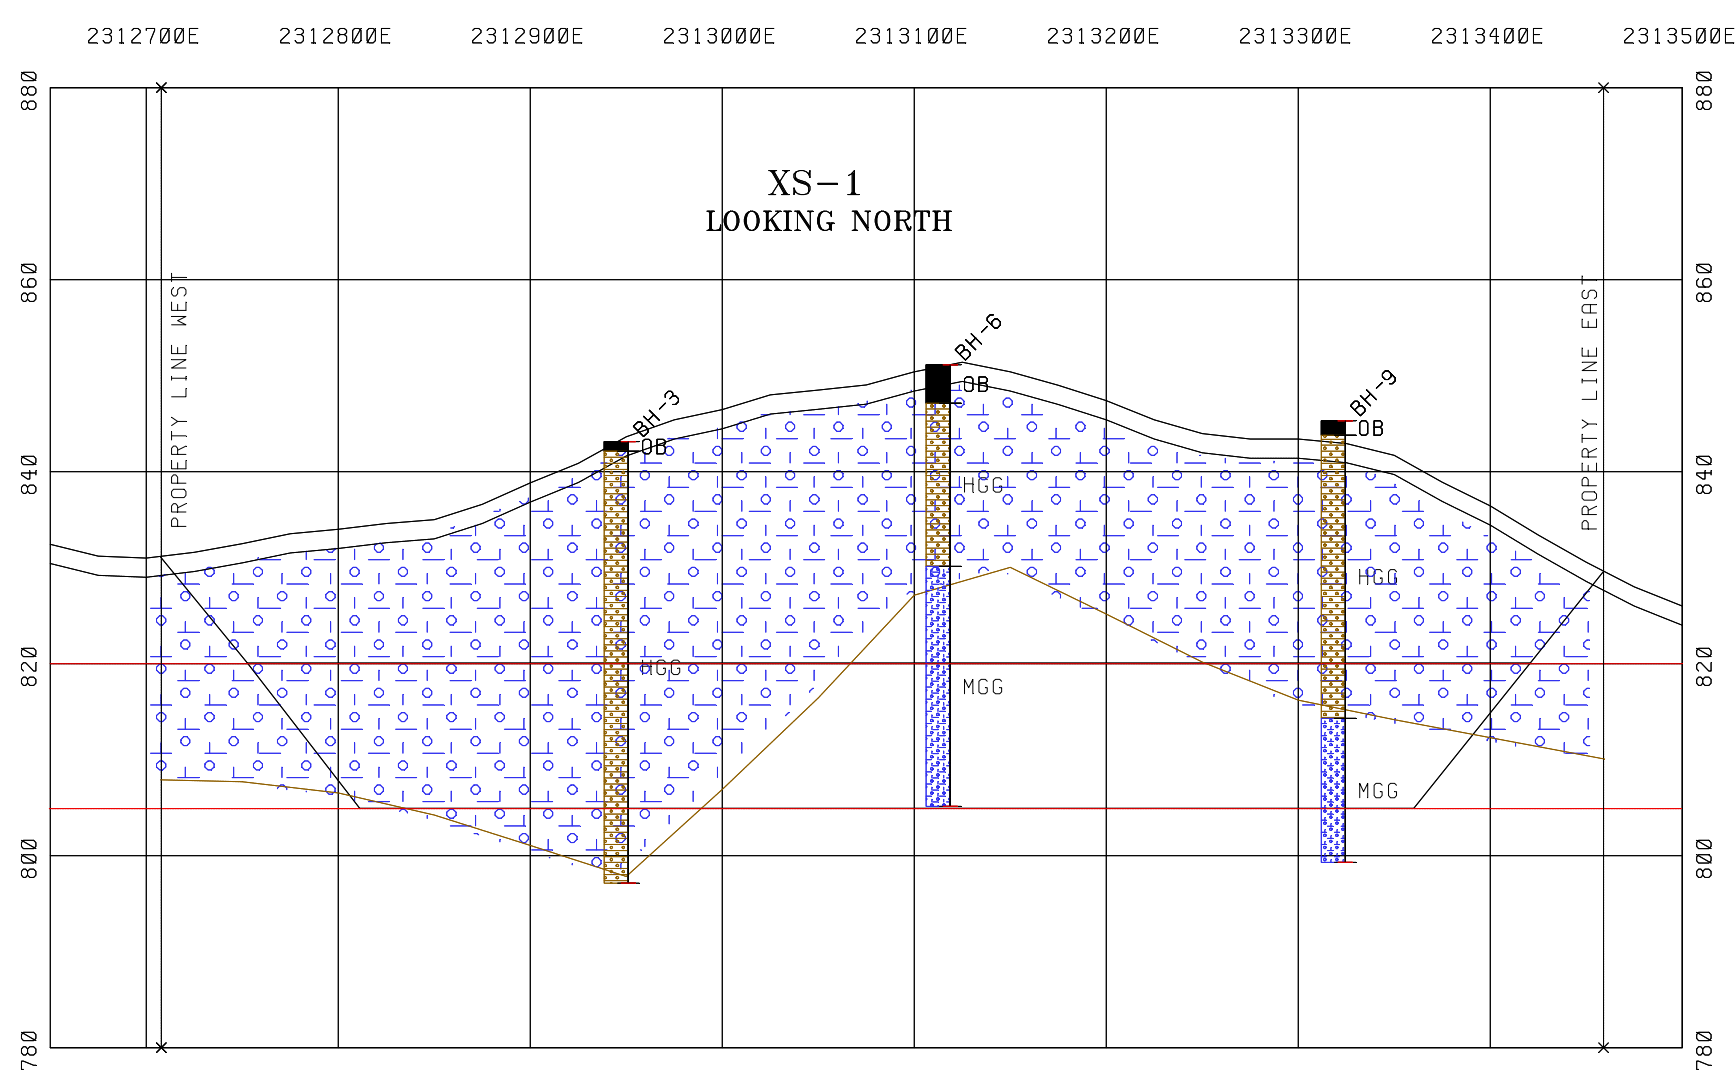 2312700E 2312800E 2312900E 2313000E 2313100E 2313200E 2313300E 2313400E 2313500E
880 880
XS-1
LOOKING NORTH
860 860
PROPERTY LINE WEST
PROPERTY LINE EAST
BH-6
OB
BH-3
OB
BH-9
OB
840 840
HGG
HGG
820 820
HGG
MGG
MGG
800 800
780 780